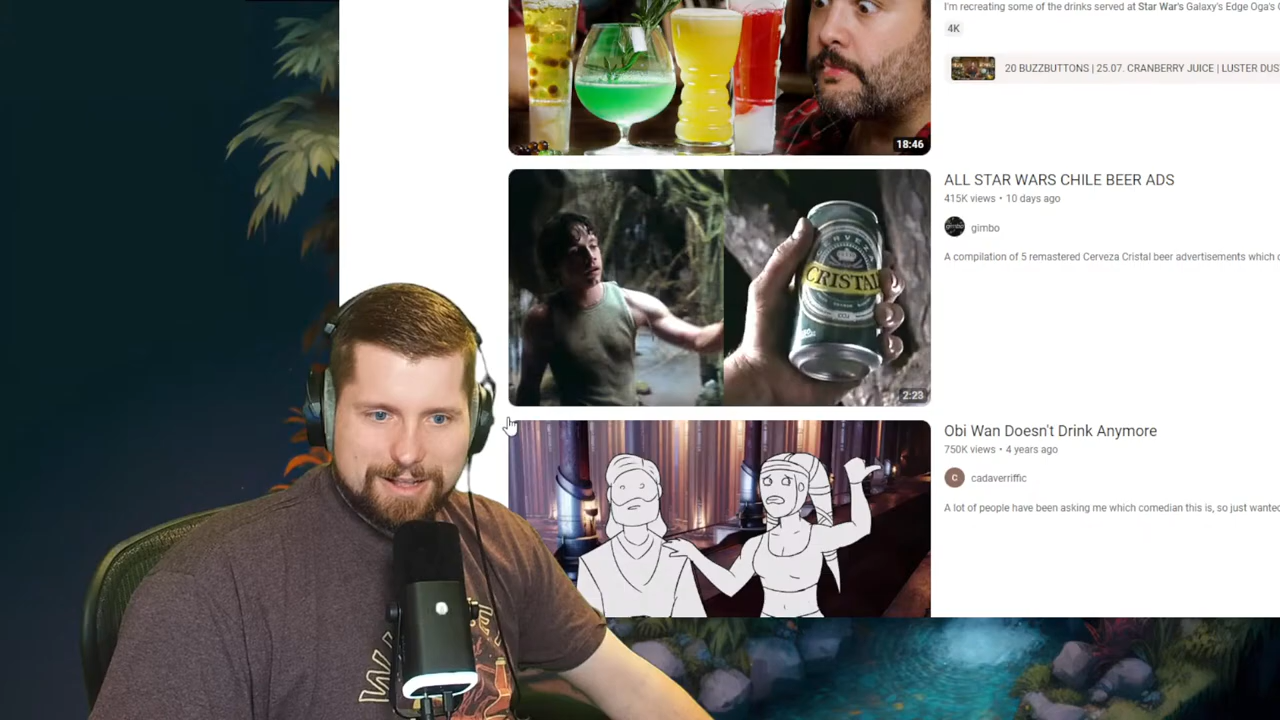 I'm recreating some of the drinks served at Star War's Galaxy's Edge Oga's
4K
18:46
20 BUZZBUTTONS | 25.07. CRANBERRY JUICE | LUSTER DUS
ALL STAR WARS CHILE BEER ADS
415K views • 10 days ago
gimbo
A compilation of 5 remastered Cerveza Cristal beer advertisements which
CERVEZA
CRISTAL
2:23
Obi Wan Doesn't Drink Anymore
750K views • 4 years ago
C
cadaverriffic
A lot of people have been asking me which comedian this is, so just wanted